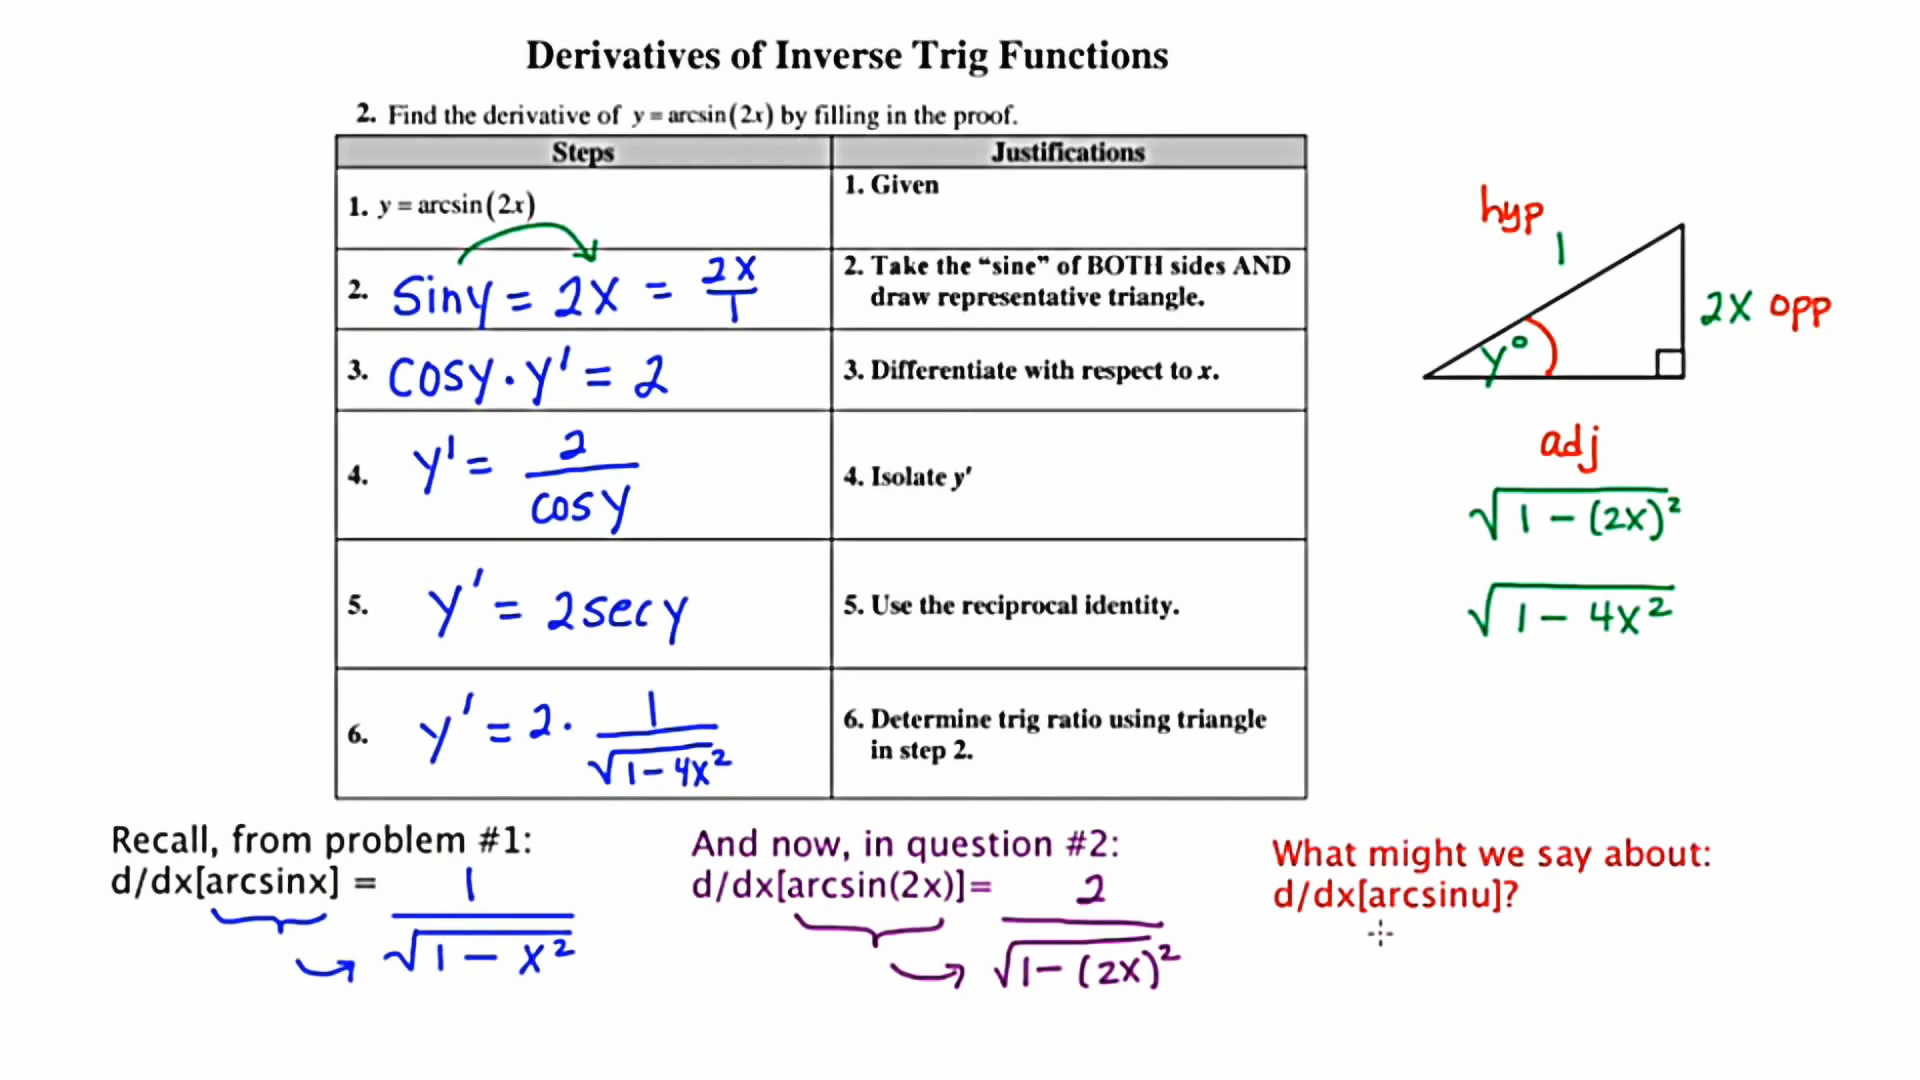 Derivatives of Inverse Trig Functions
2. Find the derivative of y = arcsin(2x) by filling in the proof.
Steps
Justifications
1. y = arcsin(2x)
1. Given
2. Siny = 2x = 2x/1
2. Take the “sine” of BOTH sides AND
draw representative triangle.
3. cosy · y' = 2
3. Differentiate with respect to x.
4. y' = 2/cosy
4. Isolate y'
5. y' = 2secy
5. Use the reciprocal identity.
6. y' = 2 · 1/√(1-4x²)
6. Determine trig ratio using triangle
in step 2.
hyp
1
2x opp
y°
adj
√(1-(2x)²)
√(1-4x²)
Recall, from problem #1:
d/dx[arcsinx] = 1/√(1-x²)
And now, in question #2:
d/dx[arcsin(2x)]= 2/√(1-(2x)²)
What might we say about:
d/dx[arcsinu]?